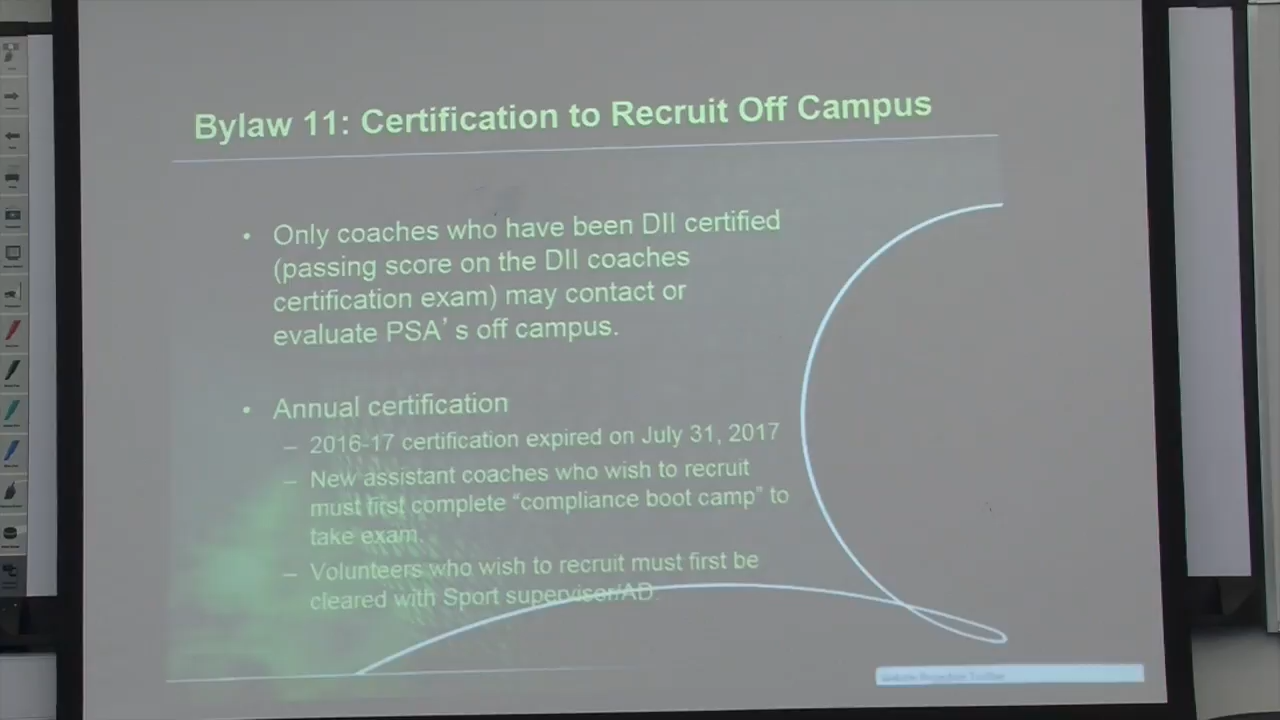 Bylaw 11: Certification to Recruit Off Campus
• Only coaches who have been DII certified
(passing score on the DII coaches
certification exam) may contact or
evaluate PSA's off campus.
• Annual certification
– 2016-17 certification expired on July 31, 2017
– New assistant coaches who wish to recruit
must first complete “compliance boot camp” to
take exam.
– Volunteers who wish to recruit must first be
cleared with Sport supervisor/AD